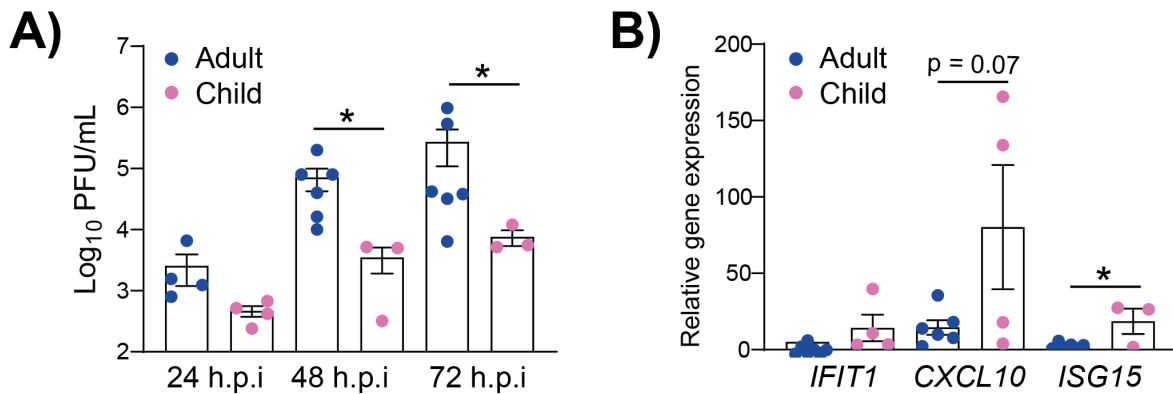 A)
Log10 PFU/mL
7
6
5
4
3
2
Adult
Child
*
*
24 h.p.i
48 h.p.i
72 h.p.i
B)
Relative gene expression
200
150
100
50
0
Adult
Child
p = 0.07
*
IFIT1
CXCL10
ISG15